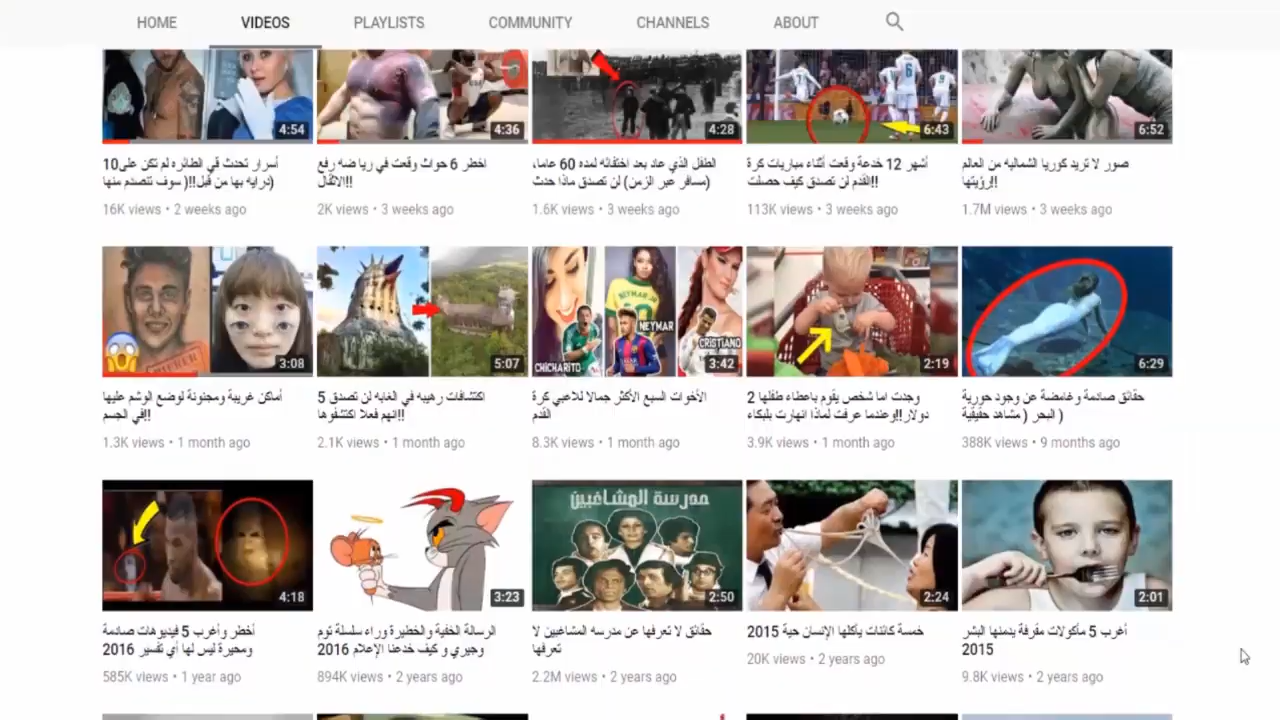 HOME VIDEOS PLAYLISTS COMMUNITY CHANNELS ABOUT
4:54
أسرار تحدث في الطائره لم تكن على10
(درايه بها من قبل!!( سوف تنصدم منها
16K views • 2 weeks ago
4:36
اخطر 6 حواث وقعت في ريا ضه رفع
الاثقال!!
2K views • 3 weeks ago
4:28
الطفل الذي عاد بعد اختفائه لمده 60 عاما،
(مسافر عبر الزمن) لن تصدق ماذا حدث
1.6K views • 3 weeks ago
6:43
أشهر 12 خدعة وقعت أثناء مباريات كرة
القدم لن تصدق كيف حصلت!!
113K views • 3 weeks ago
6:52
صور لا تريد كوريا الشماليه من العالم
رؤيتها!!
1.7M views • 3 weeks ago
3:08
أماكن غريبة ومجنونة لوضع الوشم عليها
في الجسم!!
1.3K views • 1 month ago
5:07
اكتشافات رهيبه في الغابه لن تصدق 5
انهم فعلا اكتشفوها!!
2.1K views • 1 month ago
NEYMAR JR
NEYMAR
CRISTIANO
CHICHARITO
3:42
الأخوات السبع الأكثر جمالا للاعبي كرة
القدم
8.3K views • 1 month ago
2:19
وجدت اما شخص يقوم باعطاء طفلها 2
دولار!!وعندما عرفت لماذا انهارت بلبكاء
3.9K views • 1 month ago
6:29
حقائق صادمة وغامضة عن وجود حورية
البحر ( مشاهد حقيقية )
388K views • 9 months ago
4:18
أخطر وأغرب 5 فيديوهات صادمة
ومحيرة ليس لها أي تفسير 2016
585K views • 1 year ago
3:23
الرسالة الخفية والخطيرة وراء سلسلة توم
وجيري و كيف خدعنا الإعلام 2016
894K views • 2 years ago
مدرسة المشاغبين
2:50
حقائق لا تعرفها عن مدرسه المشاغبين لا
تعرفها
2.2M views • 2 years ago
2:24
خمسة كائنات يأكلها الإنسان حية 2015
20K views • 2 years ago
2:01
أغرب 5 مأكولات مقرفة يدمنها البشر
2015
9.8K views • 2 years ago